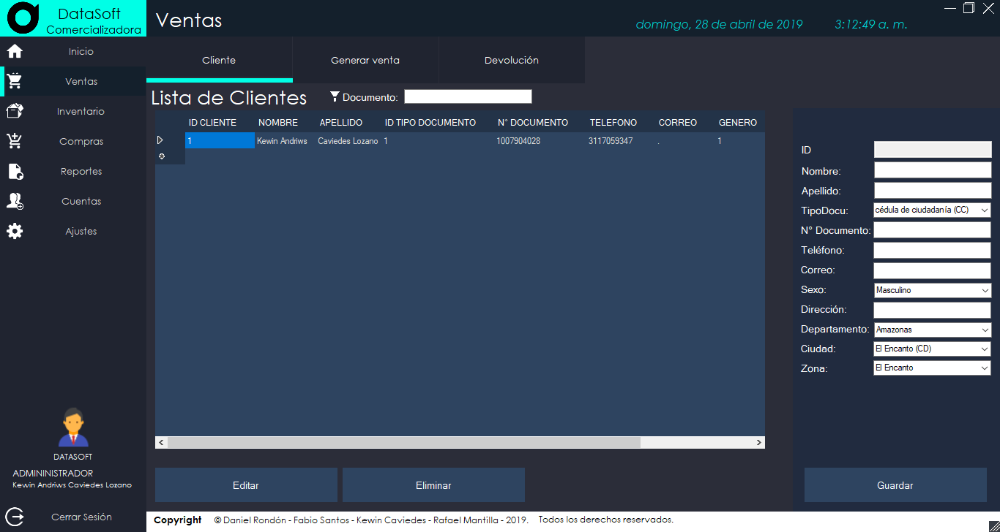 DataSoft
Comercializadora
Ventas
domingo, 28 de abril de 2019 3:12:49 a. m.
Inicio
Ventas
Inventario
Compras
Reportes
Cuentas
Ajustes
Cliente Generar venta Devolución
Lista de Clientes Documento:
ID CLIENTE NOMBRE APELLIDO ID TIPO DOCUMENTO N° DOCUMENTO TELEFONO CORREO GENERO
1 Kewin Andriws Caviedes Lozano 1 1007904028 3117059347 . 1
ID
Nombre:
Apellido:
TipoDocu: cédula de ciudadanía (CC)
N° Documento:
Teléfono:
Correo:
Sexo: Masculino
Dirección:
Departamento: Amazonas
Ciudad: El Encanto (CD)
Zona: El Encanto
DATASOFT
ADMININISTRADOR
Kewin Andriws Caviedes Lozano
Cerrar Sesión
Editar Eliminar Guardar
Copyright © Daniel Rondón - Fabio Santos - Kewin Caviedes - Rafael Mantilla - 2019. Todos los derechos reservados.